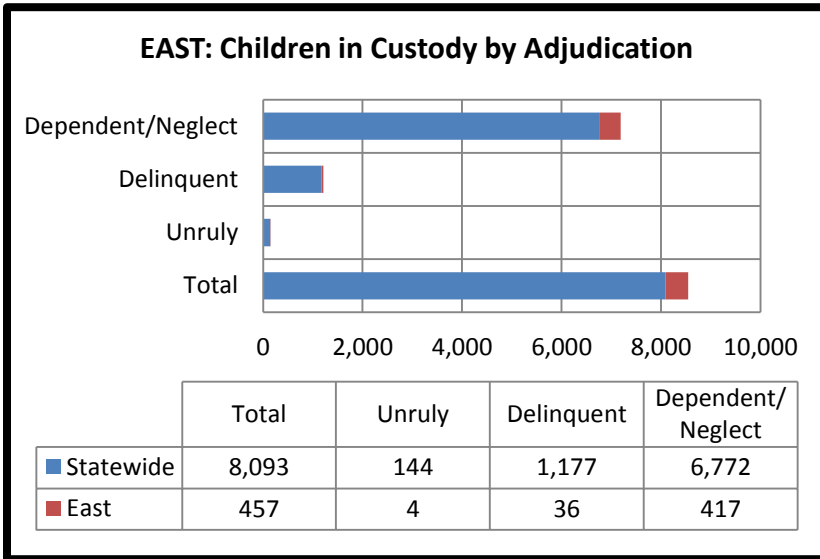 EAST: Children in Custody by Adjudication
Dependent/Neglect
Delinquent
Unruly
Total
0 2,000 4,000 6,000 8,000 10,000
Total Unruly Delinquent Dependent/
Neglect
Statewide 8,093 144 1,177 6,772
East 457 4 36 417